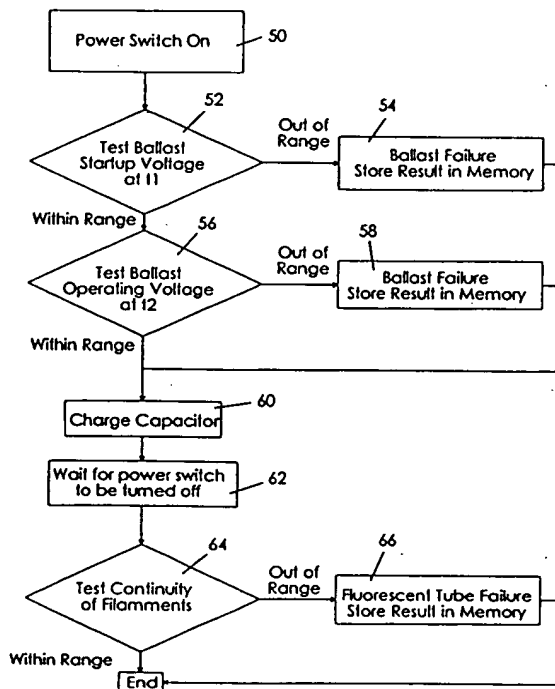 Power Switch On
50
52
Test Ballast
Startup Voltage
at t1
Out of
Range
54
Ballast Failure
Store Result in Memory
Within Range
56
Test Ballast
Operating Voltage
at t2
Out of
Range
58
Ballast Failure
Store Result in Memory
Within Range
60
Charge Capacitor
Wait for power switch
to be turned off
62
64
Test Continuity
of Filamments
Out of
Range
66
Fluorescent Tube Failure
Store Result in Memory
Within Range
End